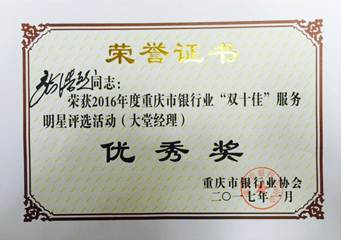 荣誉证书
同志：
荣获2016年度重庆市银行业“双十佳”服务
明星评选活动（大堂经理）
优秀奖
重庆市银行业协会
二〇一七年一月